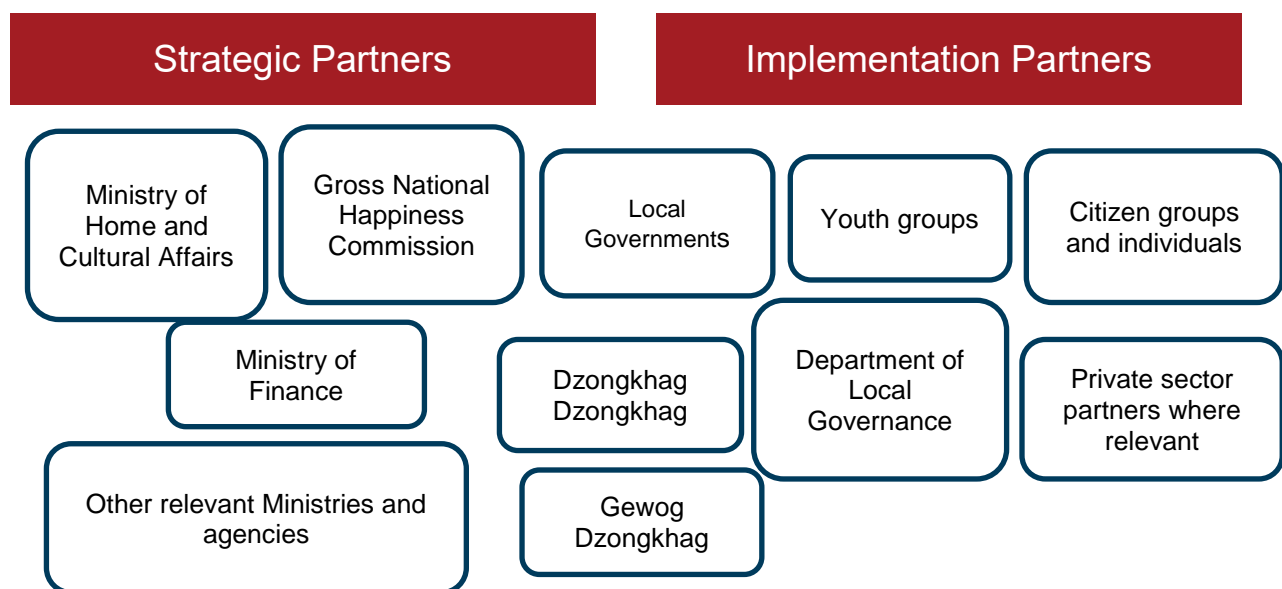 Strategic Partners
Implementation Partners
Ministry of
Home and
Cultural Affairs
Gross National
Happiness
Commission
Local
Governments
Youth groups
Citizen groups
and individuals
Ministry of
Finance
Dzongkhag
Dzongkhag
Department of
Local
Governance
Private sector
partners where
relevant
Other relevant Ministries and
agencies
Gewog
Dzongkhag